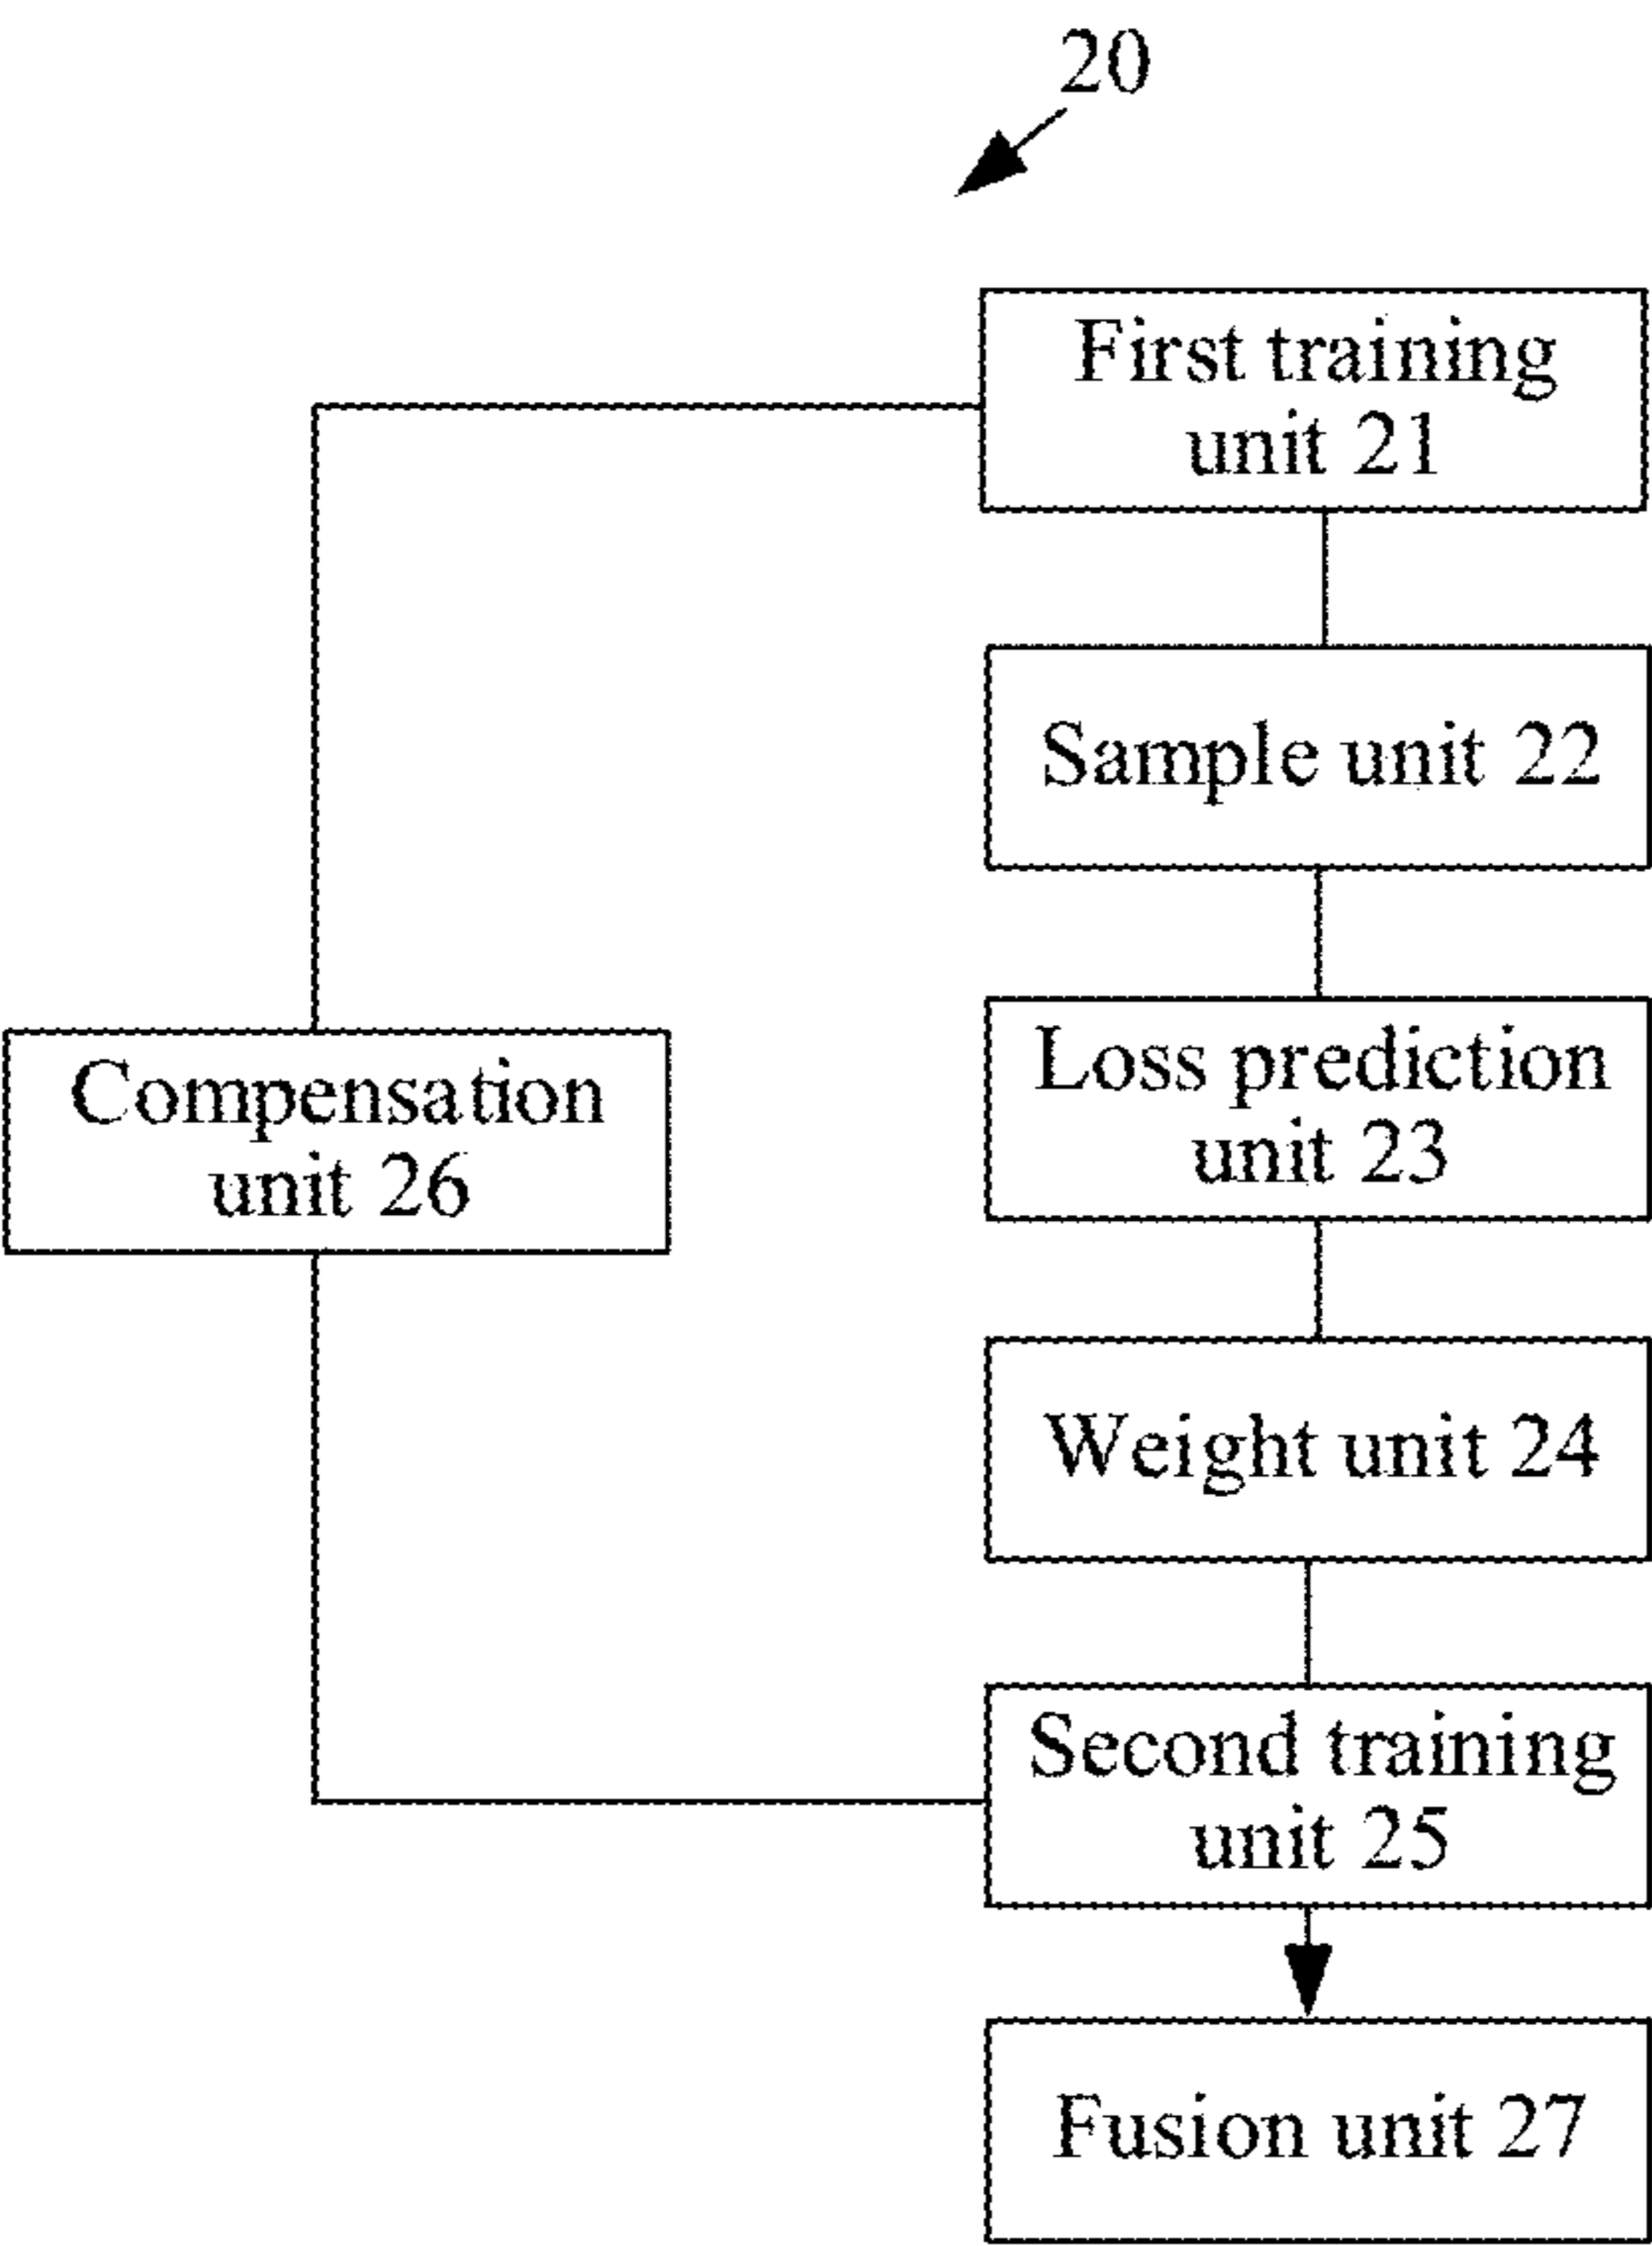 20
First training
unit 21
Sample unit 22
Loss prediction
unit 23
Compensation
unit 26
Weight unit 24
Second training
unit 25
Fusion unit 27